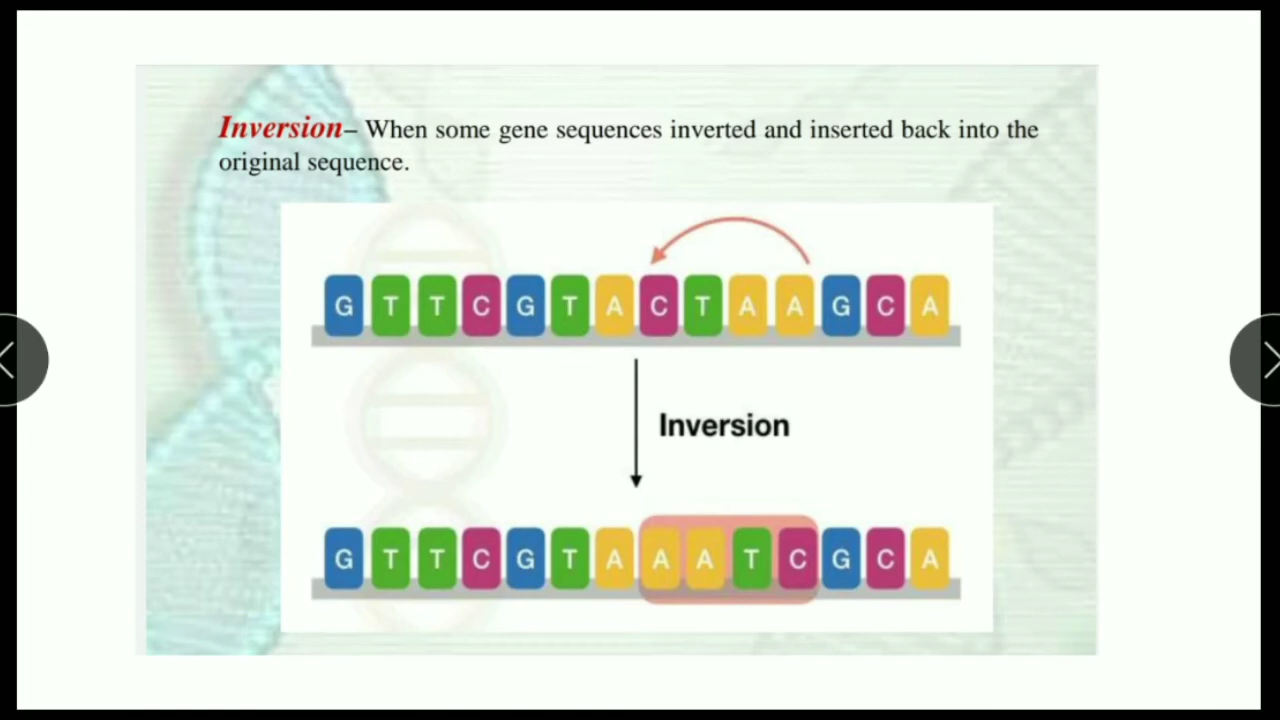 Inversion– When some gene sequences inverted and inserted back into the
original sequence.
G T T C G T A C T A A G C A
Inversion
G T T C G T A A A T C G C A